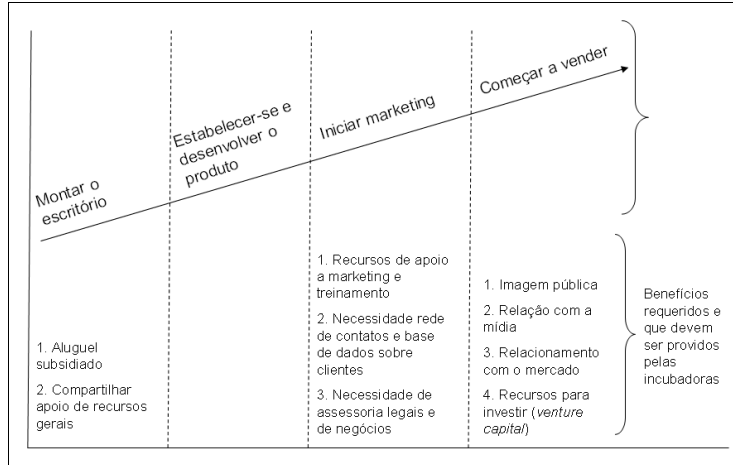 Montar o
escritório
Estabelecer-se e
desenvolver o
produto
Iniciar marketing
Começar a vender
1. Aluguel
subsidiado
2. Compartilhar
apoio de recursos
gerais
1. Recursos de apoio
a marketing e
treinamento
2. Necessidade rede
de contatos e base
de dados sobre
clientes
3. Necessidade de
assessoria legais e
de negócios
1. Imagem pública
2. Relação com a
mídia
3. Relacionamento
com o mercado
4. Recursos para
investir (venture
capital)
Benefícios
requeridos e
que devem
ser providos
pelas
incubadoras